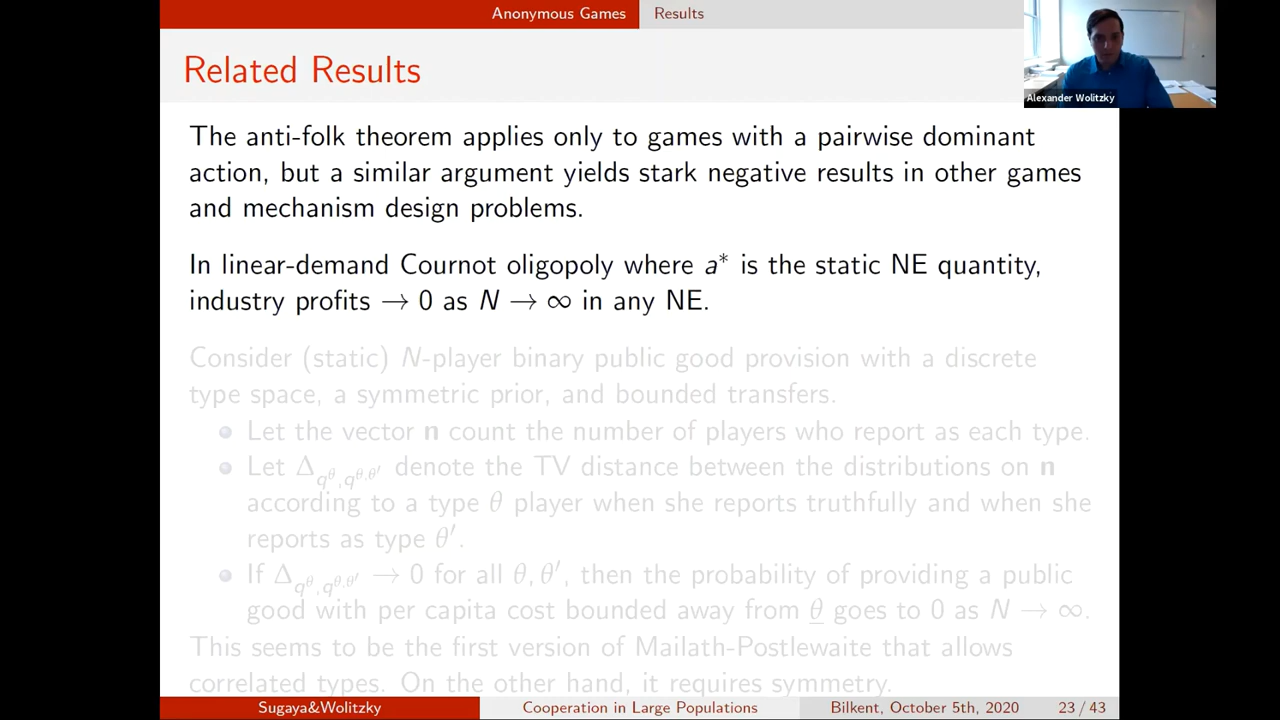 Anonymous Games Results
Related Results
Alexander Wolitzky
The anti-folk theorem applies only to games with a pairwise dominant
action, but a similar argument yields stark negative results in other games
and mechanism design problems.
In linear-demand Cournot oligopoly where a* is the static NE quantity,
industry profits → 0 as N → ∞ in any NE.
Consider (static) N-player binary public good provision with a discrete
type space, a symmetric prior, and bounded transfers.
Let the vector n count the number of players who report as each type.
Let Δ_{q^θ,q^{θ,θ′}} denote the TV distance between the distributions on n
according to a type θ player when she reports truthfully and when she
reports as type θ′.
If Δ_{q^θ,q^{θ,θ′}} → 0 for all θ, θ′, then the probability of providing a public
good with per capita cost bounded away from θ̲ goes to 0 as N → ∞.
This seems to be the first version of Mailath-Postlewaite that allows
correlated types. On the other hand, it requires symmetry.
Sugaya&Wolitzky Cooperation in Large Populations Bilkent, October 5th, 2020 23 / 43